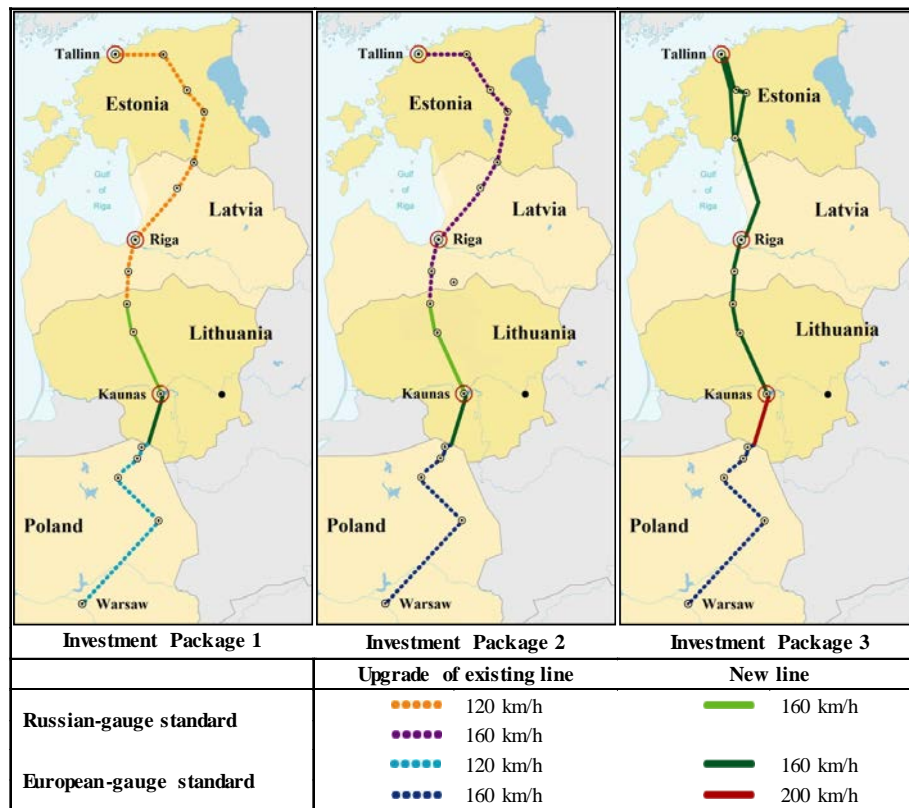 Tallinn
Estonia
Gulf
of
Riga
Latvia
Riga
Lithuania
Kaunas
Poland
Warsaw
Investment Package 1
Tallinn
Estonia
Gulf
of
Riga
Latvia
Riga
Lithuania
Kaunas
Poland
Warsaw
Investment Package 2
Tallinn
Estonia
Gulf
of
Riga
Latvia
Riga
Lithuania
Kaunas
Poland
Warsaw
Investment Package 3
Upgrade of existing line New line
Russian-gauge standard
120 km/h 160 km/h
160 km/h
European-gauge standard
120 km/h 160 km/h
160 km/h 200 km/h